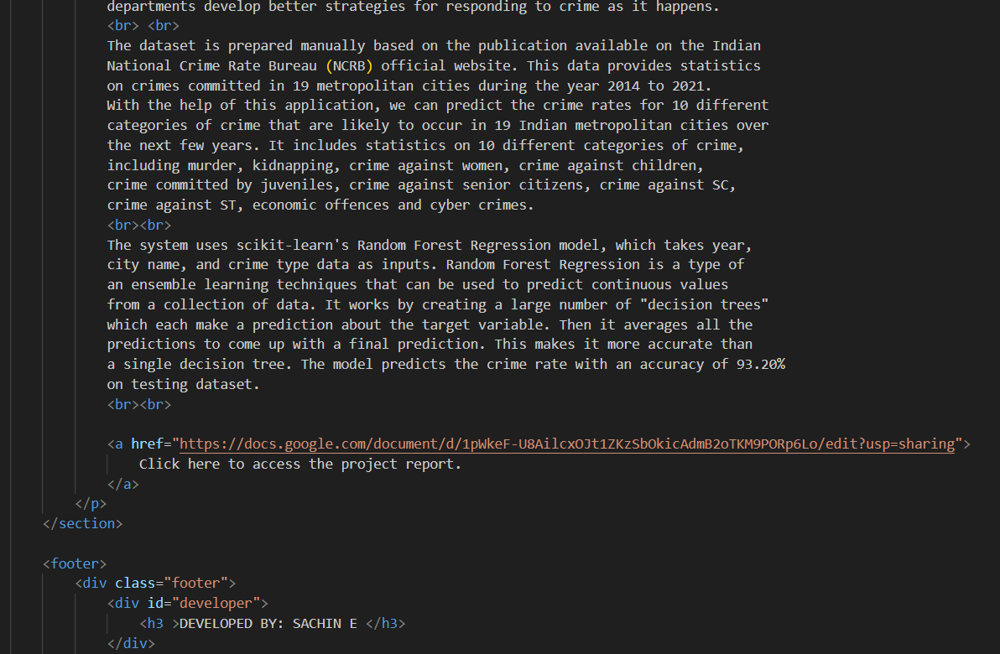 departments develop better strategies for responding to crime as it happens.
<br> <br>
The dataset is prepared manually based on the publication available on the Indian
National Crime Rate Bureau (NCRB) official website. This data provides statistics
on crimes committed in 19 metropolitan cities during the year 2014 to 2021.
With the help of this application, we can predict the crime rates for 10 different
categories of crime that are likely to occur in 19 Indian metropolitan cities over
the next few years. It includes statistics on 10 different categories of crime,
including murder, kidnapping, crime against women, crime against children,
crime committed by juveniles, crime against senior citizens, crime against SC,
crime against ST, economic offences and cyber crimes.
<br><br>
The system uses scikit-learn's Random Forest Regression model, which takes year,
city name, and crime type data as inputs. Random Forest Regression is a type of
an ensemble learning techniques that can be used to predict continuous values
from a collection of data. It works by creating a large number of "decision trees"
which each make a prediction about the target variable. Then it averages all the
predictions to come up with a final prediction. This makes it more accurate than
a single decision tree. The model predicts the crime rate with an accuracy of 93.20%
on testing dataset.
<br><br>
<a href="https://docs.google.com/document/d/1pWkeF-U8AilcxOJt1ZKzSbOkicAdmB2oTKM9PORp6Lo/edit?usp=sharing">
Click here to access the project report.
</a>
</p>
</section>
<footer>
<div class="footer">
<div id="developer">
<h3 >DEVELOPED BY: SACHIN E </h3>
</div>